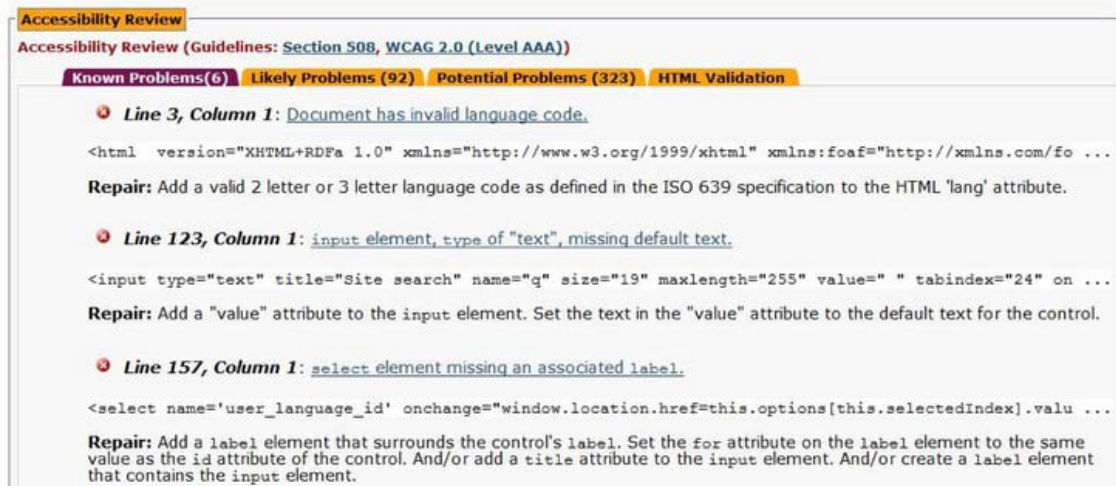 Accessibility Review
Accessibility Review (Guidelines: Section 508, WCAG 2.0 (Level AAA))
Known Problems(6) Likely Problems (92) Potential Problems (323) HTML Validation
Line 3, Column 1: Document has invalid language code.
<html version="XHTML+RDFa 1.0" xmlns="http://www.w3.org/1999/xhtml" xmlns:foaf="http://xmlns.com/fo ...
Repair: Add a valid 2 letter or 3 letter language code as defined in the ISO 639 specification to the HTML 'lang' attribute.
Line 123, Column 1: input element, type of "text", missing default text.
<input type="text" title="Site search" name="q" size="19" maxlength="255" value=" " tabindex="24" on ...
Repair: Add a "value" attribute to the input element. Set the text in the "value" attribute to the default text for the control.
Line 157, Column 1: select element missing an associated label.
<select name='user_language_id' onchange="window.location.href=this.options[this.selectedIndex].valu ...
Repair: Add a label element that surrounds the control's label. Set the for attribute on the label element to the same
value as the id attribute of the control. And/or add a title attribute to the input element. And/or create a label element
that contains the input element.